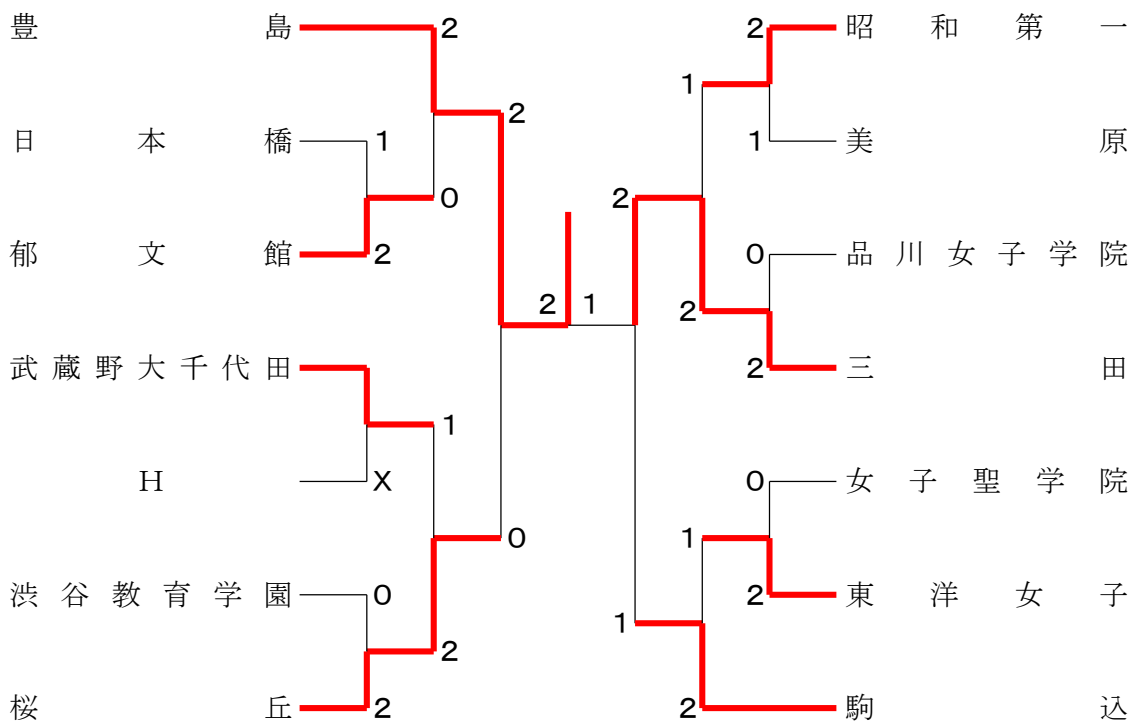 豊島 2 2 昭和第一
1 2
日本橋 1 1 美原
0 2
郁文館 2 0 品川女子学院
2 1 2
武蔵野大千代田 2 三田
1
H X 0 女子聖学院
0 1
渋谷教育学園 0 2 東洋女子
2 1
桜丘 2 2 駒込